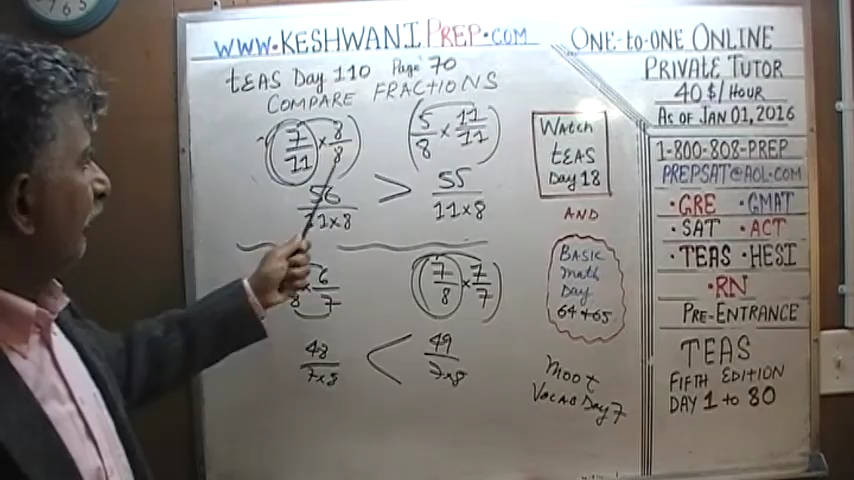 WWW.KESHWANIPREP.COM
TEAS Day 110 Page 70
COMPARE FRACTIONS
(7/11 x 8/8) (5/8 x 11/11)
56/11x8 > 55/11x8
x 6/7 (7/8 x 7/7)
8
48/7x8 < 49/7x8
Watch
TEAS
Day 18
AND
BASIC
Math
Day
64+65
Moot
VOCAB Day 7
ONE-TO-ONE ONLINE
PRIVATE TUTOR
40 $/HOUR
AS OF JAN 01, 2016
1-800-808-PREP
PREPSAT@AOL.COM
• GRE • GMAT
• SAT • ACT
• TEAS • HESI
• RN
PRE-ENTRANCE
TEAS
FIFTH EDITION
DAY 1 TO 80